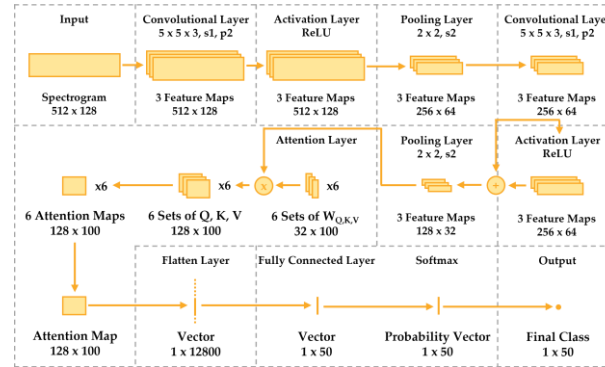 Input
Convolutional Layer
5 x 5 x 3, s1, p2
Activation Layer
ReLU
Pooling Layer
2 x 2, s2
Convolutional Layer
5 x 5 x 3, s1, p2
Spectrogram
512 x 128
3 Feature Maps
512 x 128
3 Feature Maps
512 x 128
3 Feature Maps
256 x 64
3 Feature Maps
256 x 64
Attention Layer
Pooling Layer
2 x 2, s2
Activation Layer
ReLU
x6
x6
x
x6
+
6 Attention Maps
128 x 100
6 Sets of Q, K, V
128 x 100
6 Sets of WQ,K,V
32 x 100
3 Feature Maps
128 x 32
3 Feature Maps
256 x 64
Flatten Layer
Fully Connected Layer
Softmax
Output
Attention Map
128 x 100
Vector
1 x 12800
Vector
1 x 50
Probability Vector
1 x 50
Final Class
1 x 50